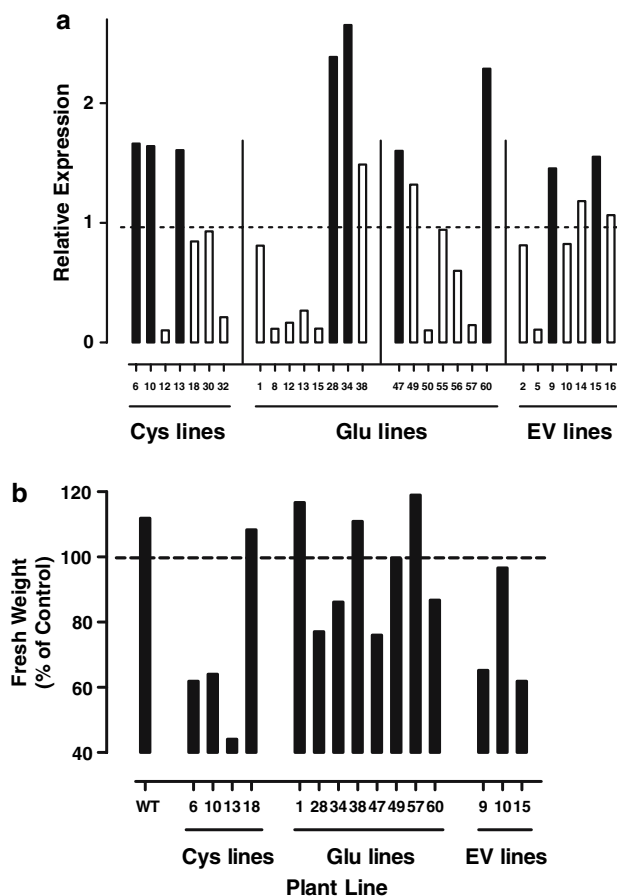 a
Relative Expression
2
1
0
6 10 12 13 18 30 32 1 8 12 13 15 28 34 38 47 49 50 55 56 57 60 2 5 9 10 14 15 16
Cys lines Glu lines EV lines
b
Fresh Weight
(% of Control)
120
100
80
60
40
WT 6 10 13 18 1 28 34 38 47 49 57 60 9 10 15
Cys lines Glu lines EV lines
Plant Line